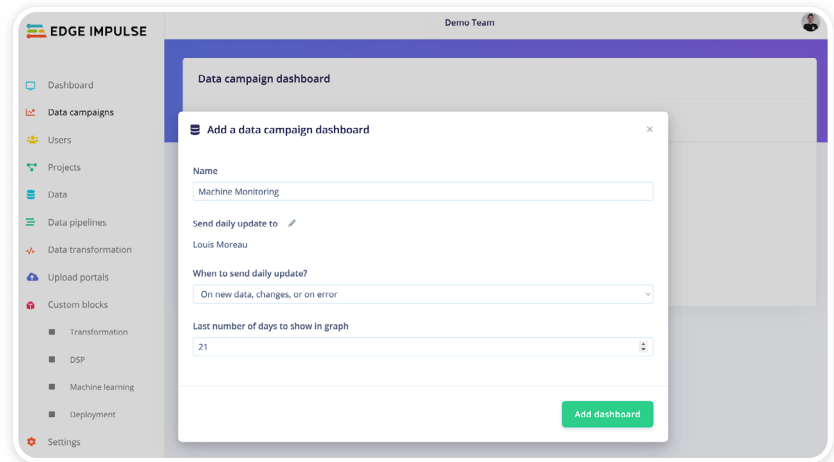 EDGE IMPULSE
Demo Team
Dashboard
Data campaigns
Users
Projects
Data
Data pipelines
Data transformation
Upload portals
Custom blocks
Transformation
DSP
Machine learning
Deployment
Settings
Data campaign dashboard
Add a data campaign dashboard
×
Name
Machine Monitoring
Send daily update to
Louis Moreau
When to send daily update?
On new data, changes, or on error
Last number of days to show in graph
21
Add dashboard